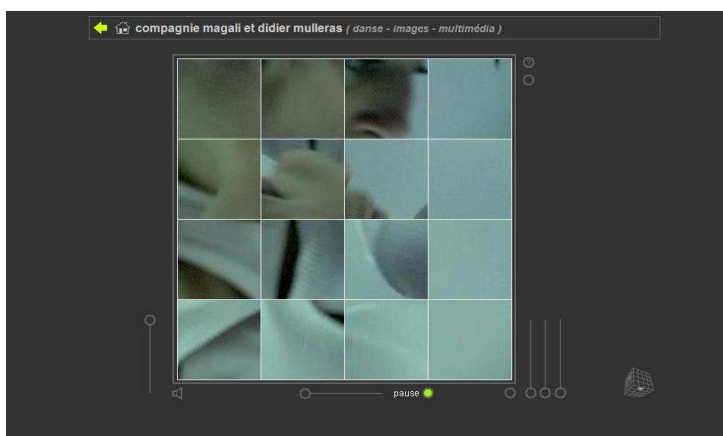 compagnie magali et didier mulleras ( danse - images - multimédia )
?
pause